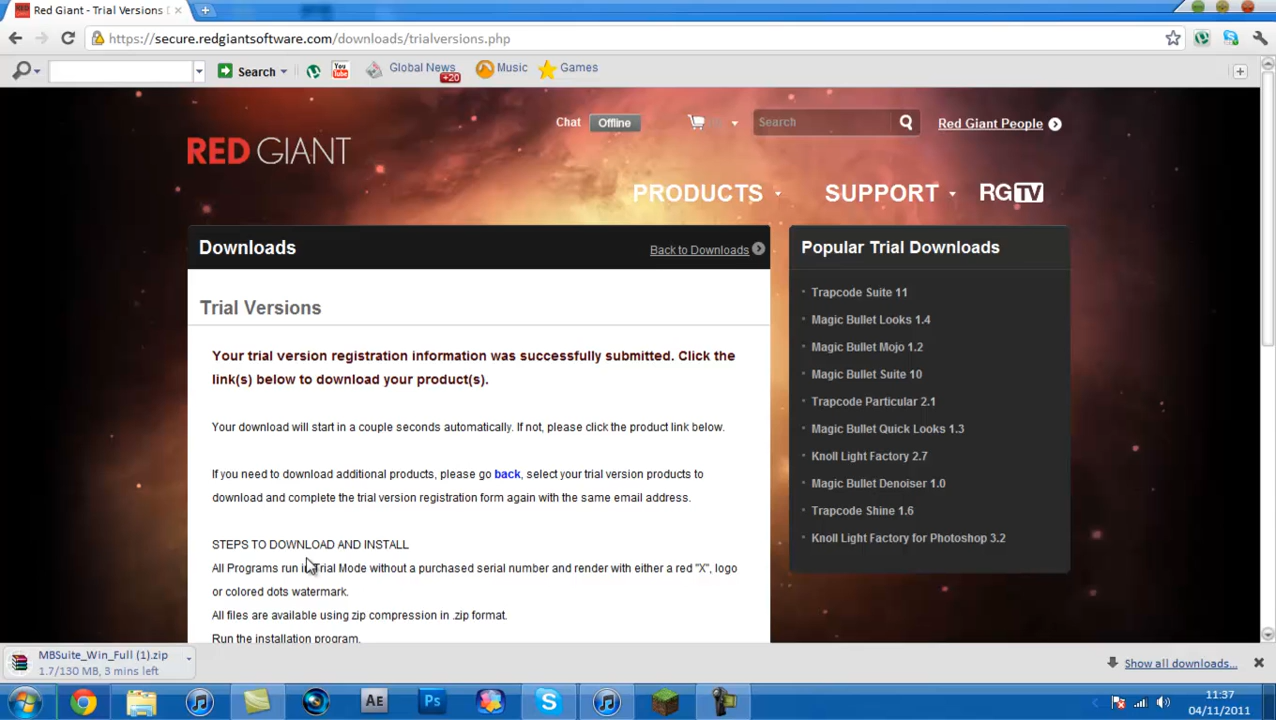 Red Giant - Trial Versions
https://secure.redgiantsoftware.com/downloads/trialversions.php
Search
You Tube
Global News
+20
Music
Games
Chat
Offline
Search
Red Giant People
RED GIANT
PRODUCTS
SUPPORT
RGTV
Downloads
Back to Downloads
Popular Trial Downloads
Trial Versions
Your trial version registration information was successfully submitted. Click the
link(s) below to download your product(s).
Your download will start in a couple seconds automatically. If not, please click the product link below.
If you need to download additional products, please go back, select your trial version products to
download and complete the trial version registration form again with the same email address.
STEPS TO DOWNLOAD AND INSTALL
All Programs run in Trial Mode without a purchased serial number and render with either a red "X", logo
or colored dots watermark.
All files are available using zip compression in .zip format.
Run the installation program.
Trapcode Suite 11
Magic Bullet Looks 1.4
Magic Bullet Mojo 1.2
Magic Bullet Suite 10
Trapcode Particular 2.1
Magic Bullet Quick Looks 1.3
Knoll Light Factory 2.7
Magic Bullet Denoiser 1.0
Trapcode Shine 1.6
Knoll Light Factory for Photoshop 3.2
MBSuite_Win_Full (1).zip
1.7/130 MB, 3 mins left
Show all downloads...
AE
Ps
11:37
04/11/2011